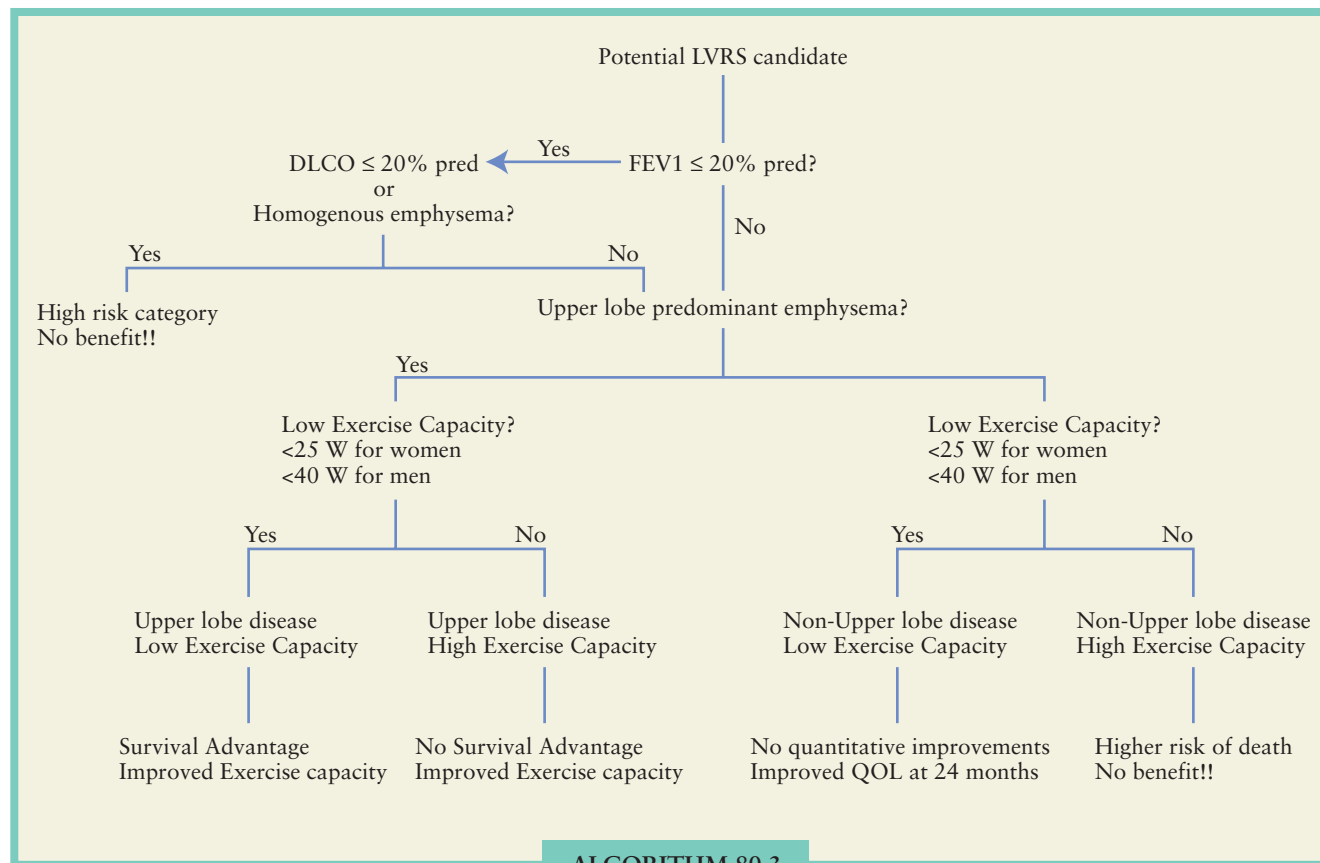 Potential LVRS candidate
DLCO ≤ 20% pred
or
Homogenous emphysema?
Yes
FEV1 ≤ 20% pred?
No
Yes
No
High risk category
No benefit!!
Upper lobe predominant emphysema?
Yes
Low Exercise Capacity?
<25 W for women
<40 W for men
Low Exercise Capacity?
<25 W for women
<40 W for men
Yes
No
Yes
No
Upper lobe disease
Low Exercise Capacity
Upper lobe disease
High Exercise Capacity
Non-Upper lobe disease
Low Exercise Capacity
Non-Upper lobe disease
High Exercise Capacity
Survival Advantage
Improved Exercise capacity
No Survival Advantage
Improved Exercise capacity
No quantitative improvements
Improved QOL at 24 months
Higher risk of death
No benefit!!
ALGORITHM 80.3